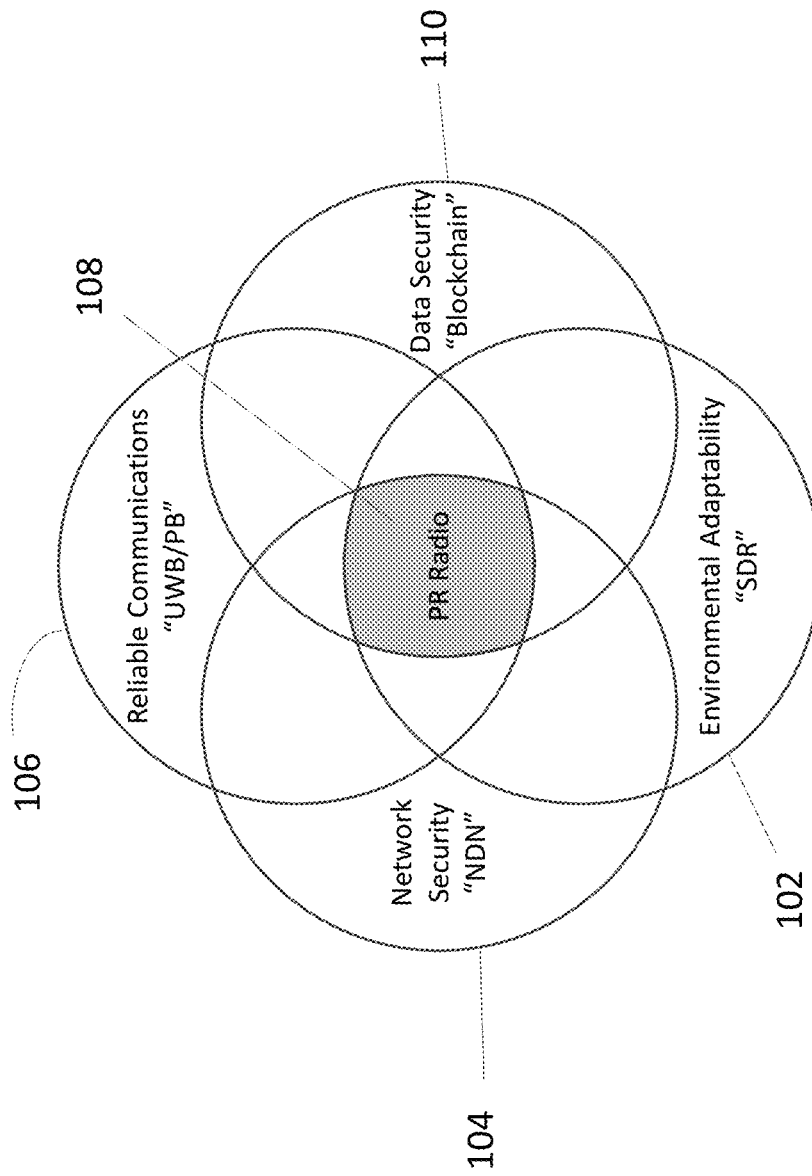 106
108
Reliable Communications
“UWB/PB”
104
Network
Security
“NDN”
PR Radio
Data Security
“Blockchain”
110
Environmental Adaptability
“SDR”
102